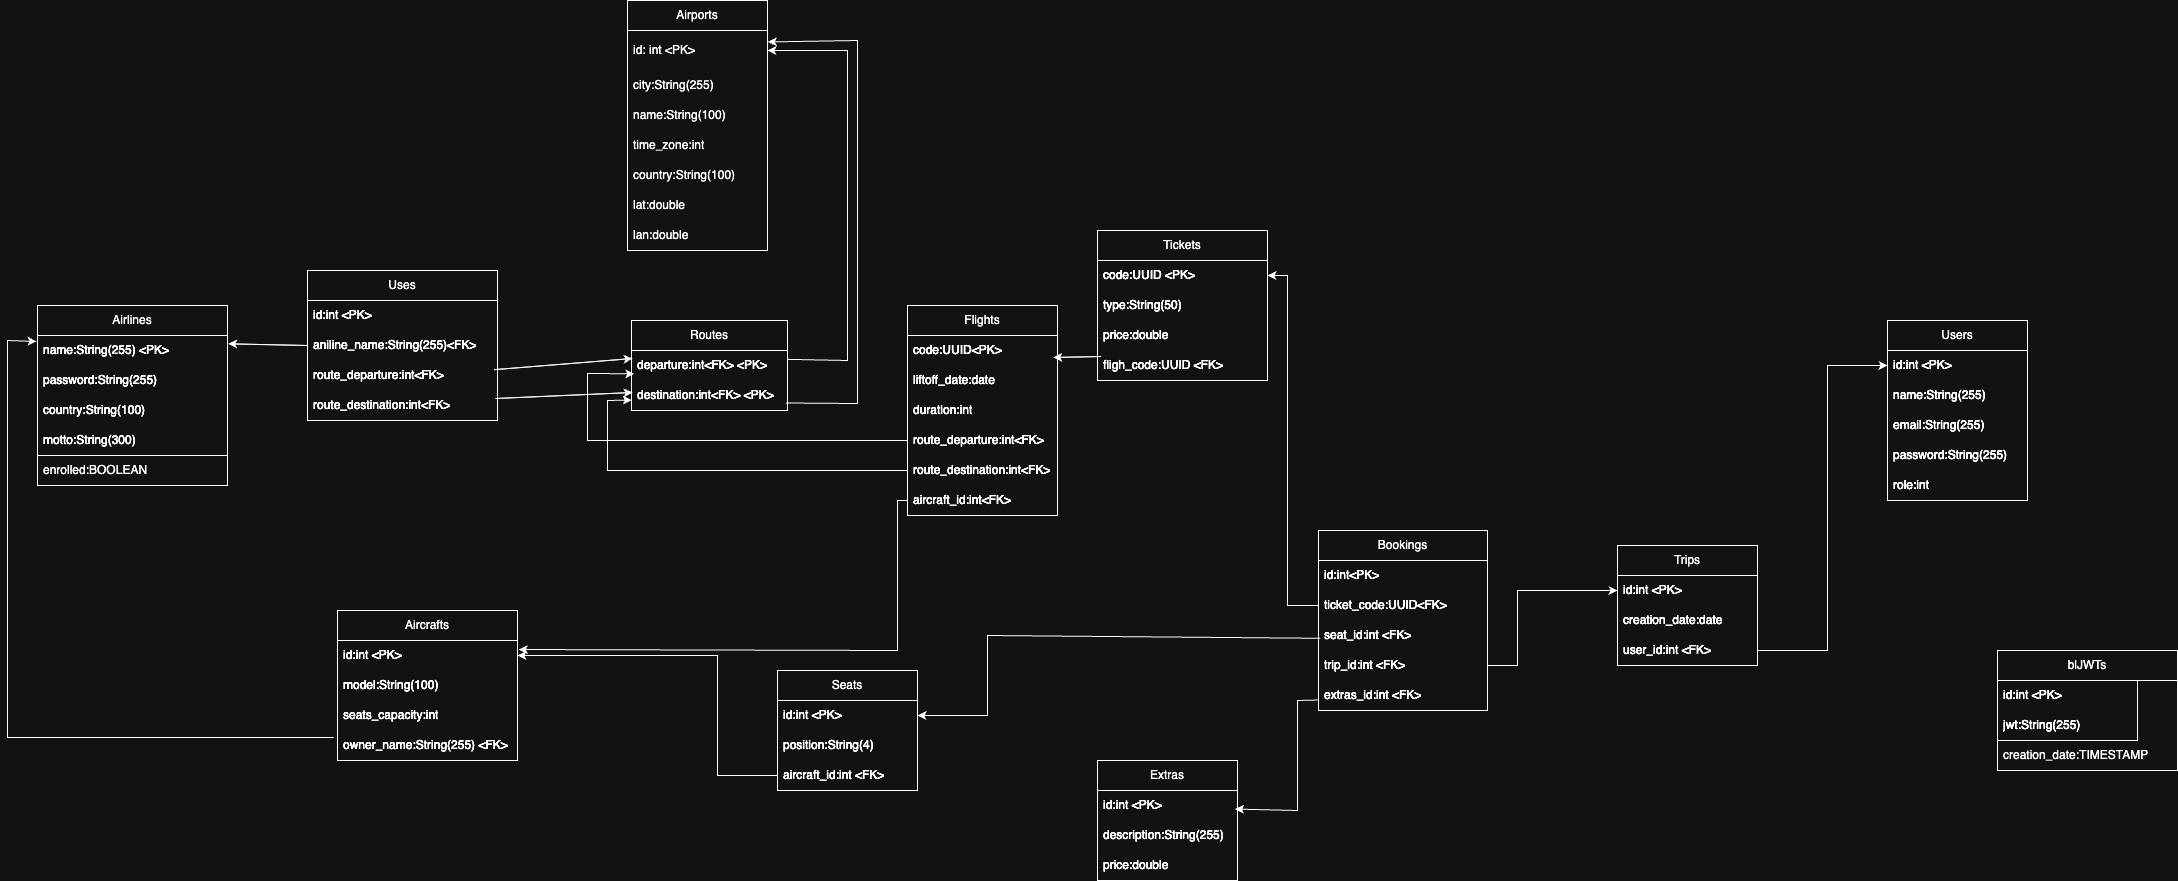 Airports
id: int <PK>
city:String(255)
name:String(100)
time_zone:int
country:String(100)
lat:double
lan:double
Airlines
name:String(255) <PK>
password:String(255)
country:String(100)
motto:String(300)
enrolled:BOOLEAN
Uses
id:int <PK>
aniline_name:String(255)<FK>
route_departure:int<FK>
route_destination:int<FK>
Routes
departure:int<FK> <PK>
destination:int<FK> <PK>
Flights
code:UUID<PK>
liftoff_date:date
duration:int
route_departure:int<FK>
route_destination:int<FK>
aircraft_id:int<FK>
Tickets
code:UUID <PK>
type:String(50)
price:double
fligh_code:UUID <FK>
Users
id:int <PK>
name:String(255)
email:String(255)
password:String(255)
role:int
Bookings
id:int<PK>
ticket_code:UUID<FK>
seat_id:int <FK>
trip_id:int <FK>
extras_id:int <FK>
Trips
id:int <PK>
creation_date:date
user_id:int <FK>
Aircrafts
id:int <PK>
model:String(100)
seats_capacity:int
owner_name:String(255) <FK>
Seats
id:int <PK>
position:String(4)
aircraft_id:int <FK>
Extras
id:int <PK>
description:String(255)
price:double
blJWTs
id:int <PK>
jwt:String(255)
creation_date:TIMESTAMP